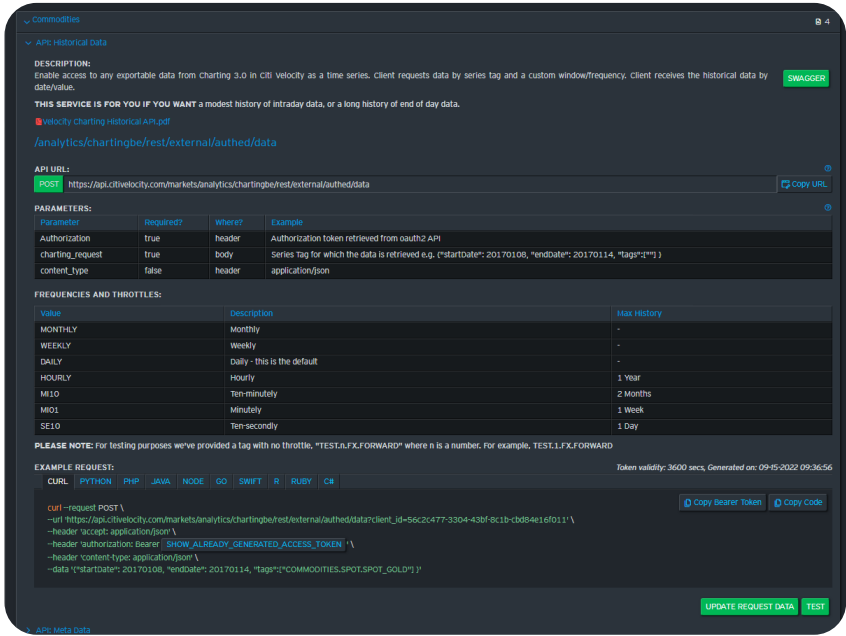 Commodities
4
API: Historical Data
DESCRIPTION:
Enable access to any exportable data from Charting 3.0 in Citi Velocity as a time series. Client requests data by series tag and a custom window/frequency. Client receives the historical data by
date/value.
SWAGGER
THIS SERVICE IS FOR YOU IF YOU WANT a modest history of intraday data, or a long history of end of day data.
Velocity Charting Historical API.pdf
/analytics/chartingbe/rest/external/authed/data
API URL:
POST https://api.citivelocity.com/markets/analytics/chartingbe/rest/external/authed/data Copy URL
PARAMETERS:
Parameter Required? Where? Example
Authorization true header Authorization token retrieved from oauth2 API
charting_request true body Series Tag for which the data is retrieved e.g. {"startDate": 20170108, "endDate": 20170114, "tags":[""] }
content_type false header application/json
FREQUENCIES AND THROTTLES:
Value Description Max History
MONTHLY Monthly -
WEEKLY Weekly -
DAILY Daily - this is the default -
HOURLY Hourly 1 Year
MI10 Ten-minutely 2 Months
MI01 Minutely 1 Week
SE10 Ten-secondly 1 Day
PLEASE NOTE: For testing purposes we've provided a tag with no throttle, "TEST.n.FX.FORWARD" where n is a number. For example, TEST.1.FX.FORWARD
EXAMPLE REQUEST: Token validity: 3600 secs, Generated on: 09-15-2022 09:36:56
CURL PYTHON PHP JAVA NODE GO SWIFT R RUBY C#
Copy Bearer Token Copy Code
curl --request POST \
--url 'https://api.citivelocity.com/markets/analytics/chartingbe/rest/external/authed/data?client_id=56c2c477-3304-43bf-8c1b-cbd84e16f011' \
--header 'accept: application/json' \
--header 'authorization: Bearer SHOW_ALREADY_GENERATED_ACCESS_TOKEN ' \
--header 'content-type: application/json' \
--data '{"startDate": 20170108, "endDate": 20170114, "tags":["COMMODITIES.SPOT.SPOT_GOLD"] }'
UPDATE REQUEST DATA TEST
API: Meta Data